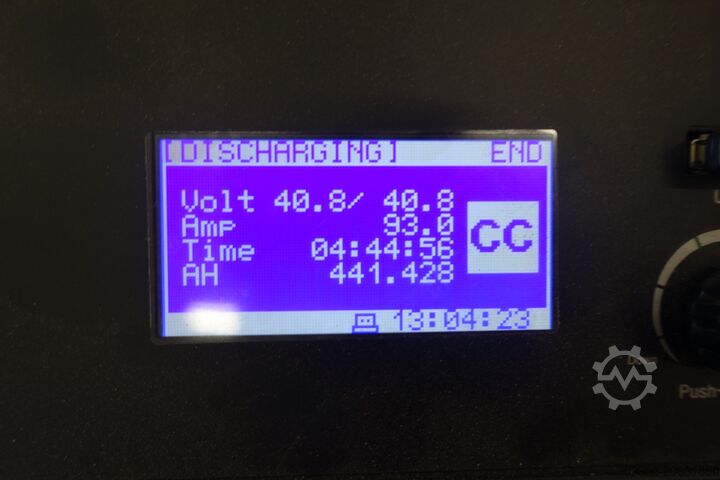 [DISCHARGING] END
Volt 40.8/ 40.8
Amp 93.0
Time 04:44:56
AH 441.428
CC
13:04:23
Push